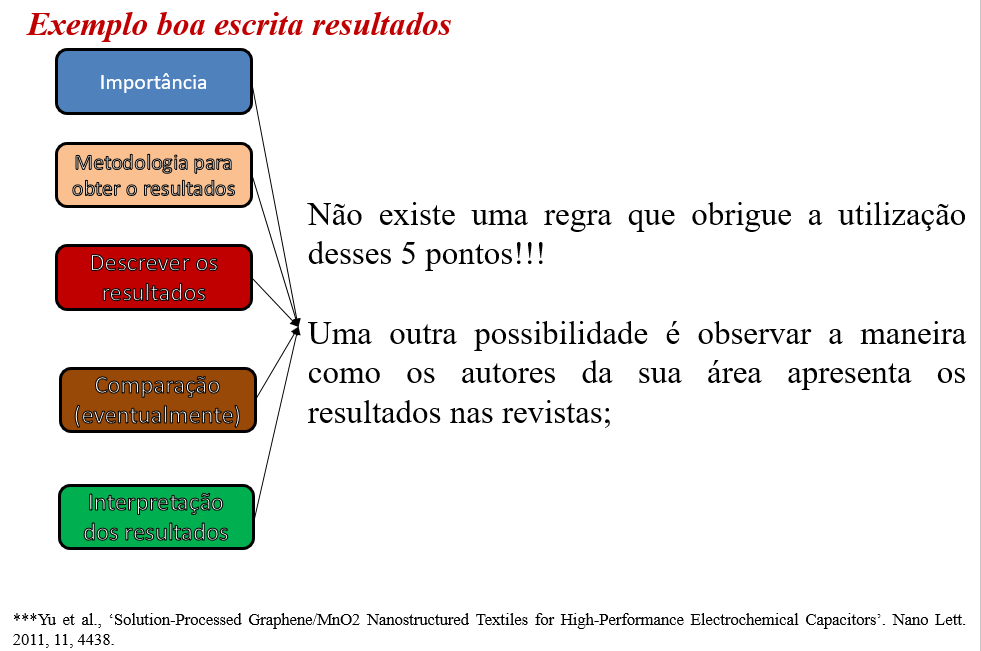 Exemplo boa escrita resultados
Importância
Metodologia para
obter o resultados
Descrever os
resultados
Comparação
(eventualmente)
Interpretação
dos resultados
Não existe uma regra que obrigue a utilização
desses 5 pontos!!!
Uma outra possibilidade é observar a maneira
como os autores da sua área apresenta os
resultados nas revistas;
***Yu et al., ‘Solution-Processed Graphene/MnO2 Nanostructured Textiles for High-Performance Electrochemical Capacitors’. Nano Lett.
2011, 11, 4438.